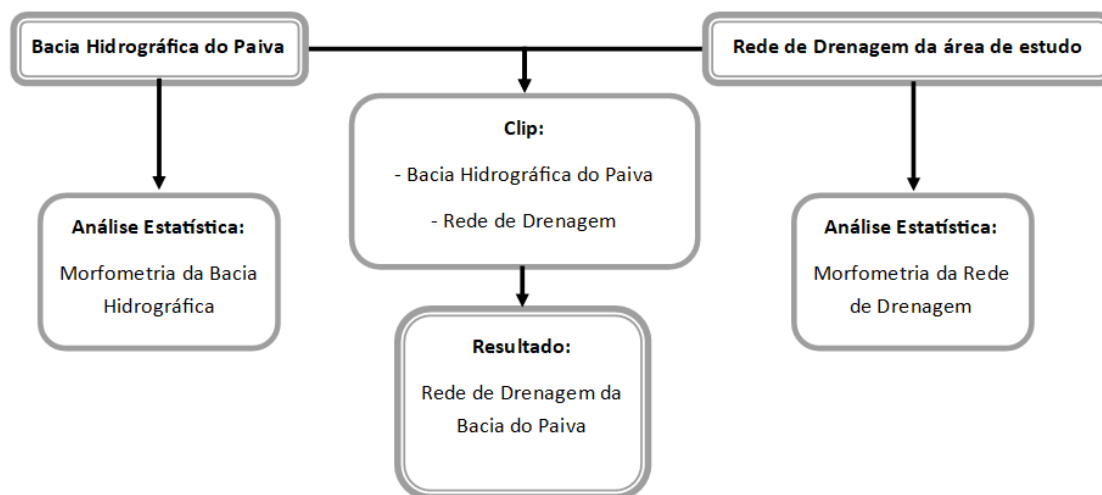 Bacia Hidrográfica do Paiva
Rede de Drenagem da área de estudo
Clip:
- Bacia Hidrográfica do Paiva
- Rede de Drenagem
Análise Estatística:
Morfometria da Bacia
Hidrográfica
Análise Estatística:
Morfometria da Rede
de Drenagem
Resultado:
Rede de Drenagem da
Bacia do Paiva